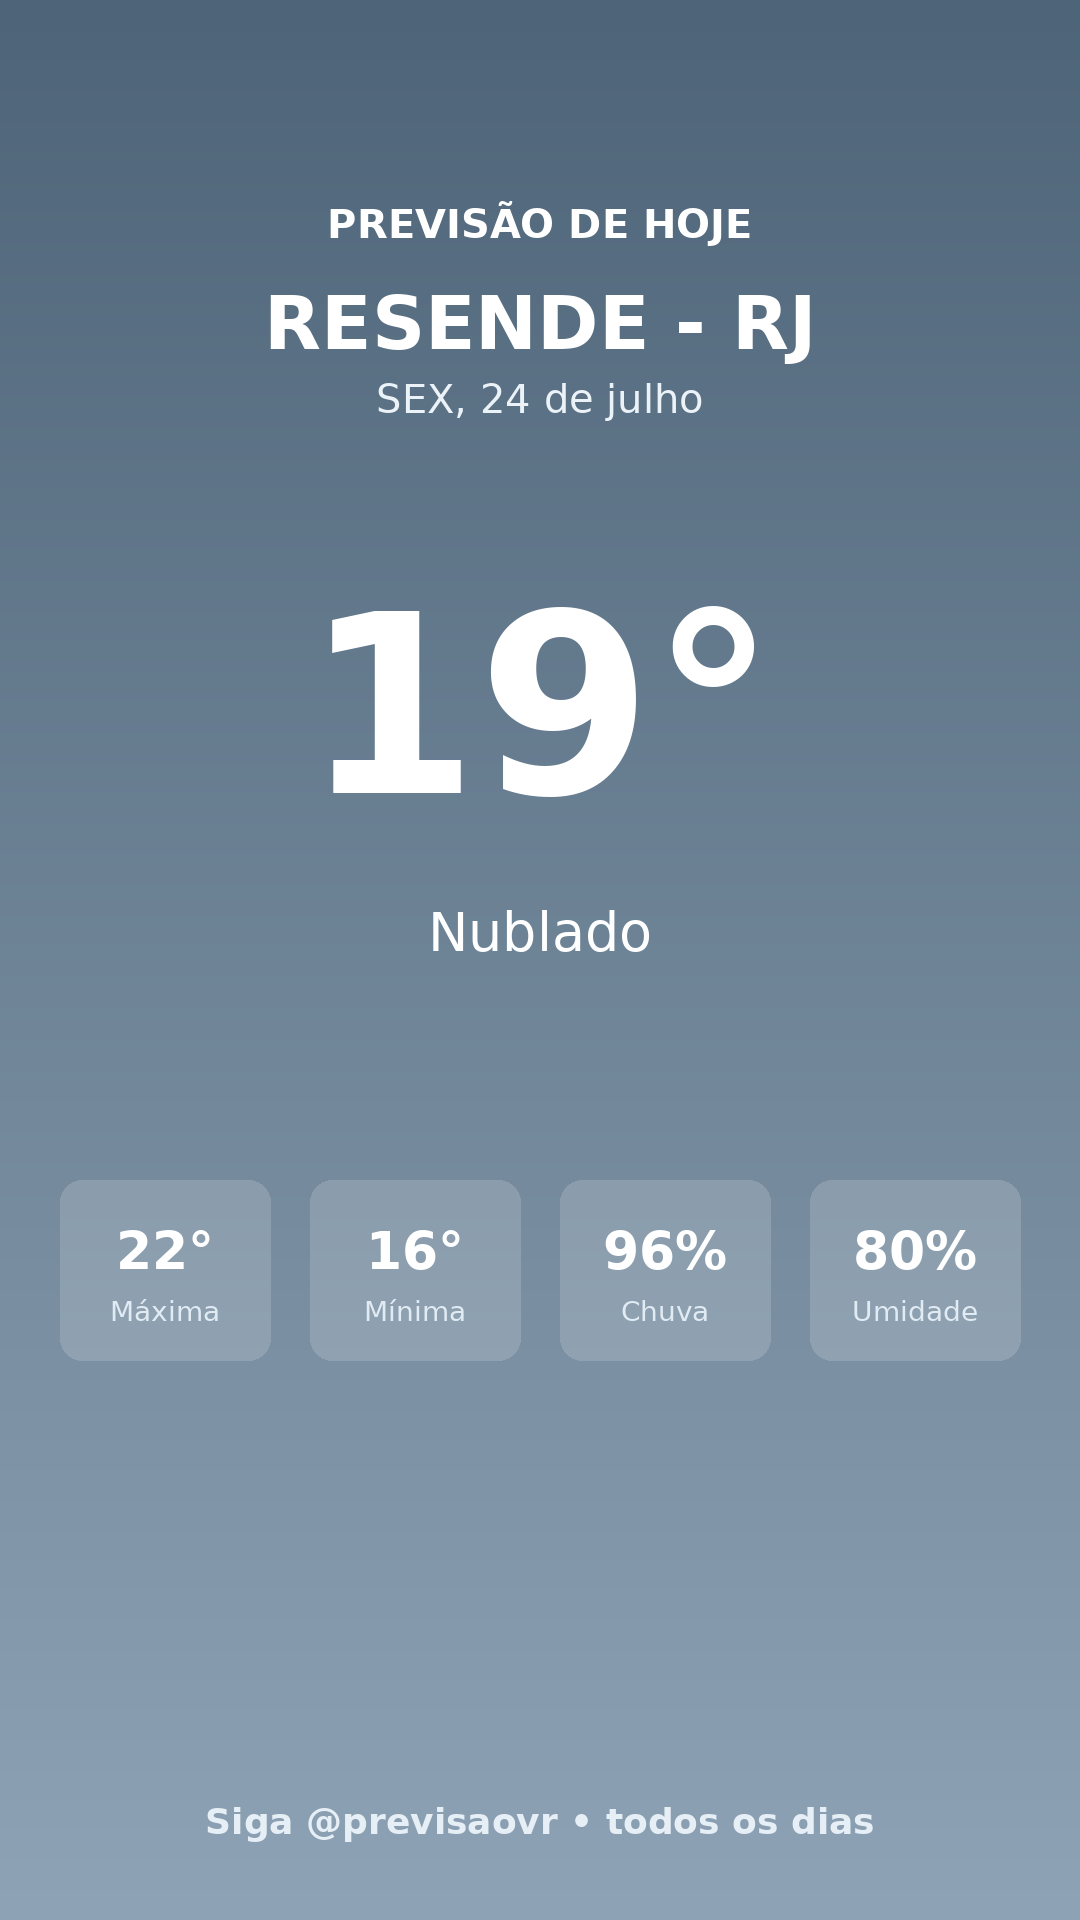 PREVISÃO DE HOJE
RESENDE - RJ
SEX, 24 de julho
19°
Nublado
22° 16° 96% 80%
Máxima Mínima Chuva Umidade
Siga @previsaovr • todos os dias